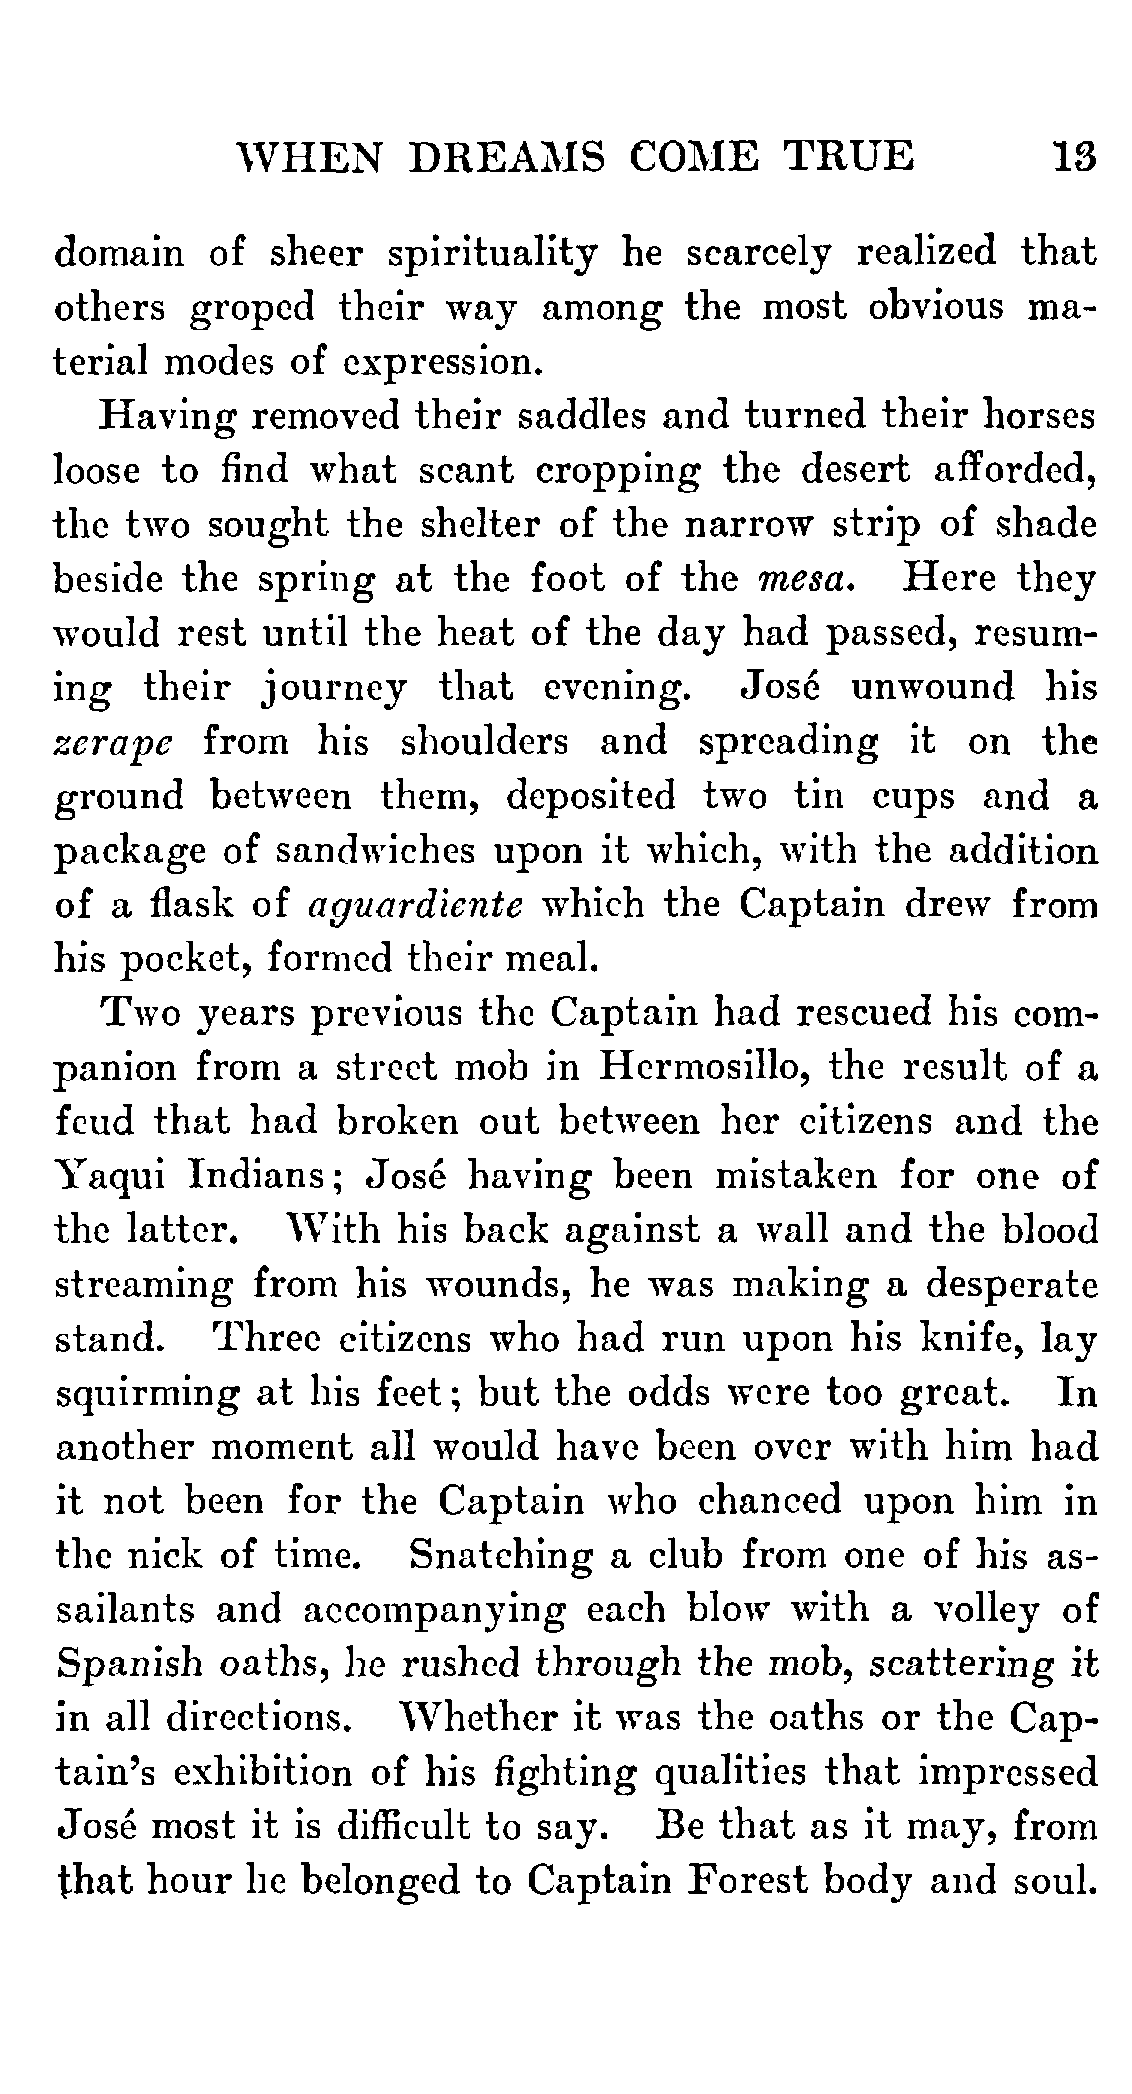 WHEN DREAMS COME TRUE 13
domain of sheer spirituality he scarcely realized that
others groped their way among the most obvious ma-
terial modes of expression.
Having removed their saddles and turned their horses
loose to find what scant cropping the desert afforded,
the two sought the shelter of the narrow strip of shade
beside the spring at the foot of the mesa. Here they
would rest until the heat of the day had passed, resum-
ing their journey that evening. José unwound his
zerape from his shoulders and spreading it on the
ground between them, deposited two tin cups and a
package of sandwiches upon it which, with the addition
of a flask of aguardiente which the Captain drew from
his pocket, formed their meal.
Two years previous the Captain had rescued his com-
panion from a street mob in Hermosillo, the result of a
feud that had broken out between her citizens and the
Yaqui Indians; José having been mistaken for one of
the latter. With his back against a wall and the blood
streaming from his wounds, he was making a desperate
stand. Three citizens who had run upon his knife, lay
squirming at his feet; but the odds were too great. In
another moment all would have been over with him had
it not been for the Captain who chanced upon him in
the nick of time. Snatching a club from one of his as-
sailants and accompanying each blow with a volley of
Spanish oaths, he rushed through the mob, scattering it
in all directions. Whether it was the oaths or the Cap-
tain's exhibition of his fighting qualities that impressed
José most it is difficult to say. Be that as it may, from
that hour he belonged to Captain Forest body and soul.